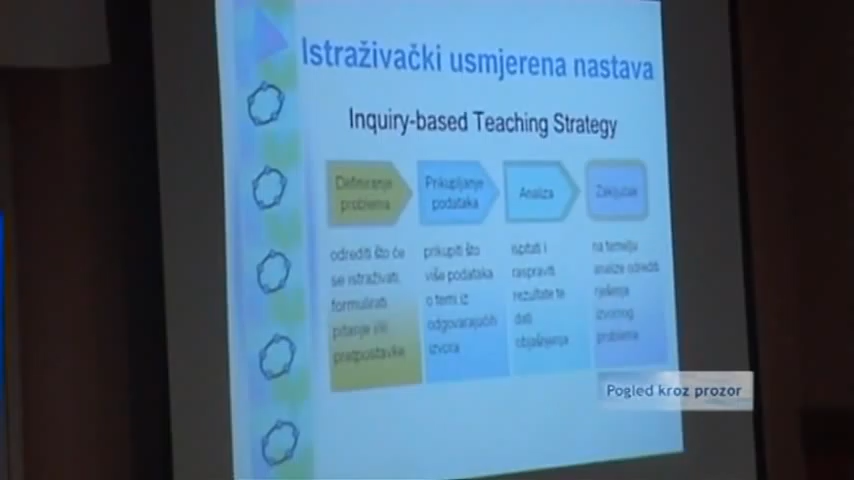 Istraživački usmjerena nastava
Inquiry-based Teaching Strategy
Definiranje
problema
Prikupljanje
podataka
Analiza
Zaključak
odrediti što će
se istraživati,
formulirati
pitanje ili
pretpostavke
prikupiti što
više podataka
o temi iz
odgovarajućih
izvora
ispitati i
raspraviti
rezultate te
dati
objašnjenja
na temelju
analize odrediti
rješenja
izvornog
problema
Pogled kroz prozor